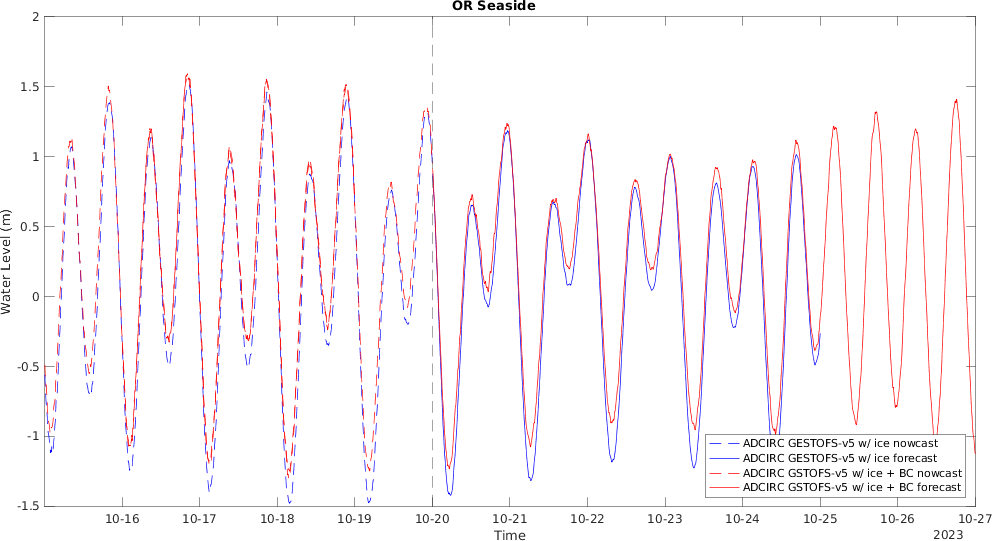 OR Seaside
2
1.5
1
0.5
0
-0.5
-1
-1.5
Water Level (m)
10-16 10-17 10-18 10-19 10-20 10-21 10-22 10-23 10-24 10-25 10-26 10-27
Time
2023
ADCIRC GESTOFS-v5 w/ ice nowcast
ADCIRC GESTOFS-v5 w/ ice forecast
ADCIRC GSTOFS-v5 w/ ice + BC nowcast
ADCIRC GSTOFS-v5 w/ ice + BC forecast